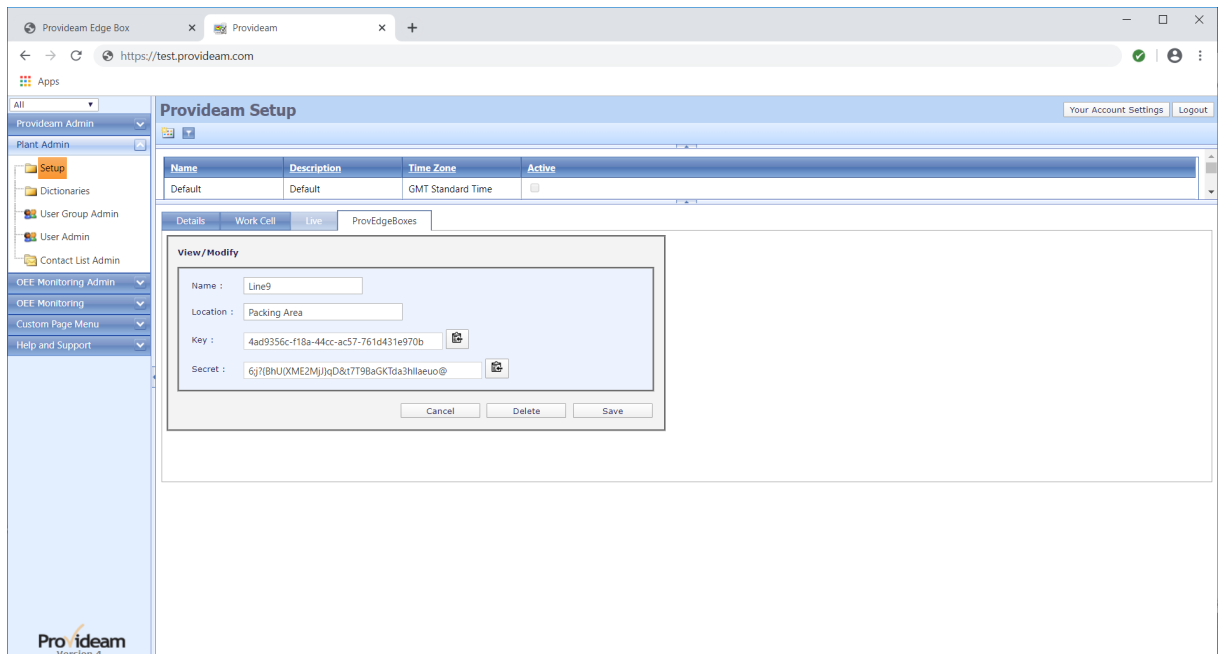 Provideam Edge Box
Provideam
https://test.provideam.com
Apps
All
Provideam Setup
Your Account Settings
Logout
Provideam Admin
Plant Admin
Setup
Dictionaries
User Group Admin
User Admin
Contact List Admin
OEE Monitoring Admin
OEE Monitoring
Custom Page Menu
Help and Support
Name Description Time Zone Active
Default Default GMT Standard Time
Details Work Cell Live ProvEdgeBoxes
View/Modify
Name : Line9
Location : Packing Area
Key : 4ad9356c-f18a-44cc-ac57-761d431e970b
Secret : 6;j?(BhU(XME2MjJ)qD&t7T9BaGKTda3hIlaeuo@
Cancel Delete Save
Provideam
Version 4